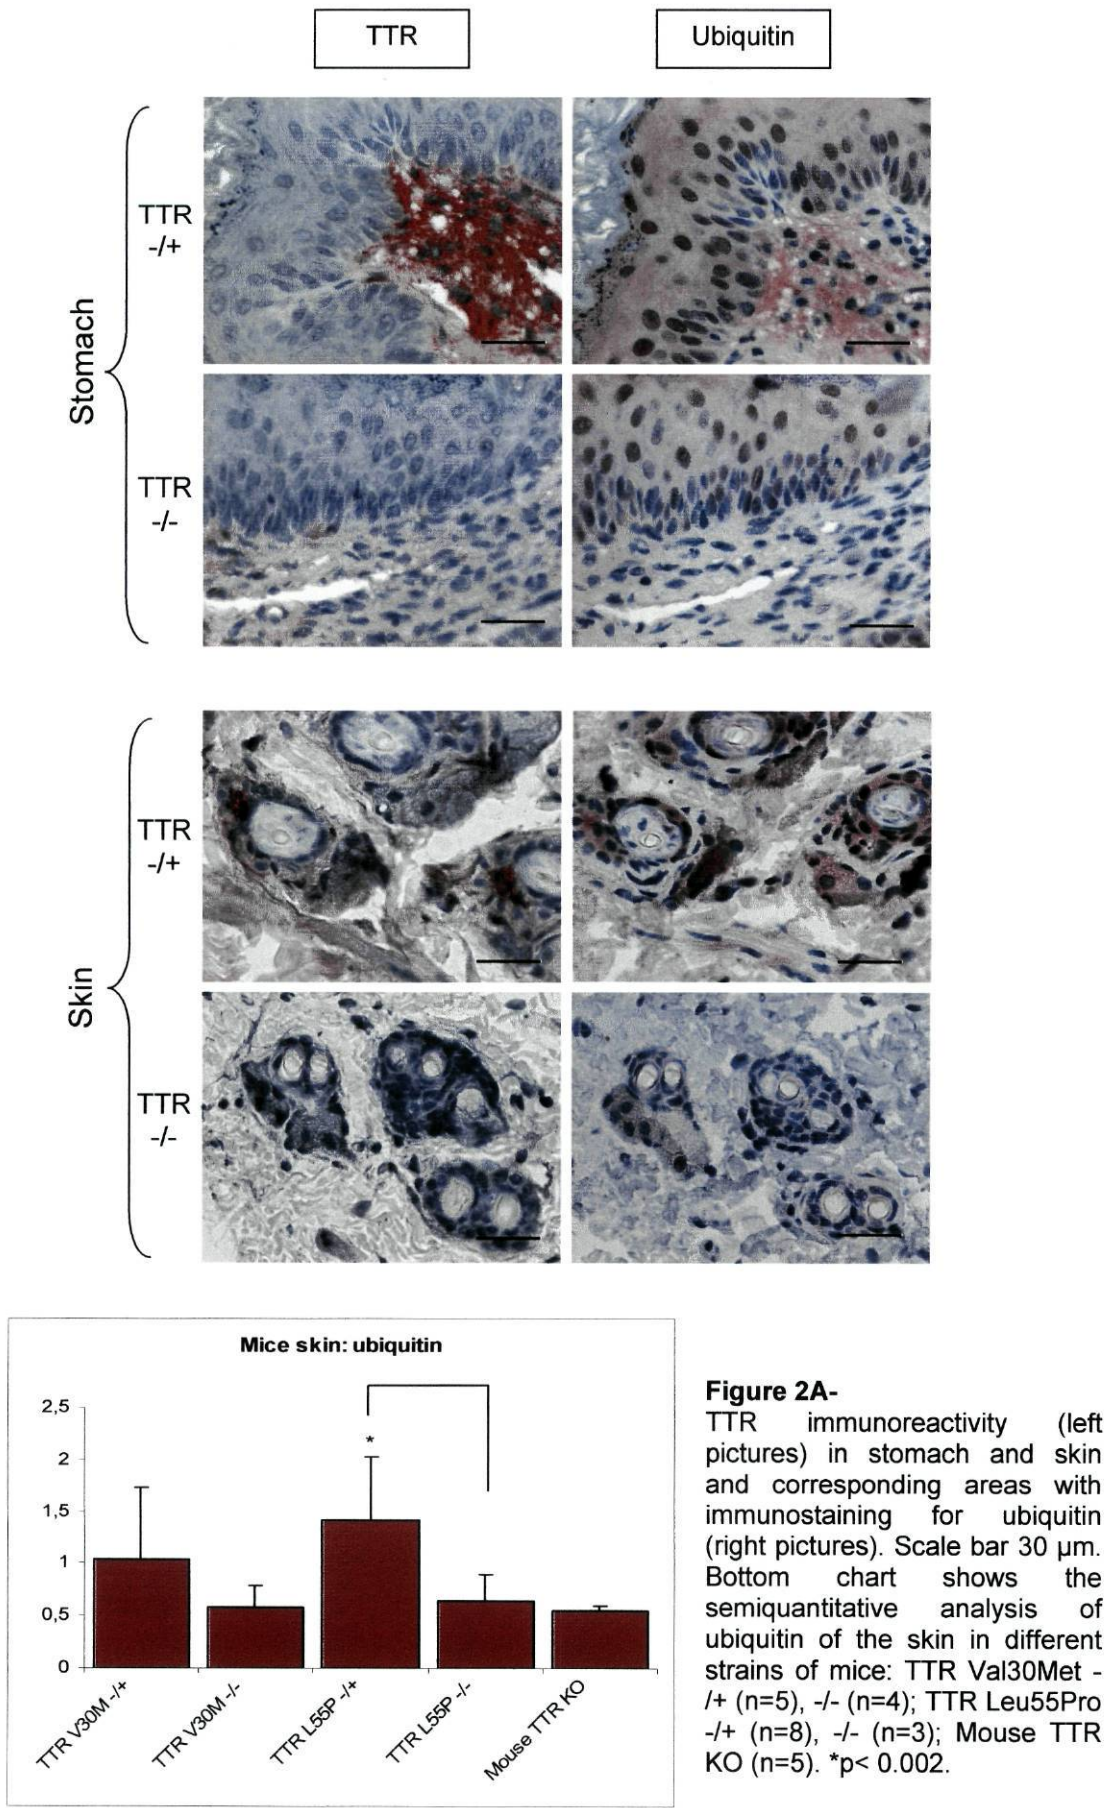 TTR
Ubiquitin
Stomach
TTR
-/+
TTR
-/-
Skin
TTR
-/+
TTR
-/-
Mice skin: ubiquitin
2,5
2
1,5
1
0,5
0
*
TTR V30M -/+
TTR V30M -/-
TTR L55P -/+
TTR L55P -/-
Mouse TTR KO
Figure 2A-
TTR immunoreactivity (left
pictures) in stomach and skin
and corresponding areas with
immunostaining for ubiquitin
(right pictures). Scale bar 30 µm.
Bottom chart shows the
semiquantitative analysis of
ubiquitin of the skin in different
strains of mice: TTR Val30Met -
/+ (n=5), -/- (n=4); TTR Leu55Pro
-/+ (n=8), -/- (n=3); Mouse TTR
KO (n=5). *p< 0.002.